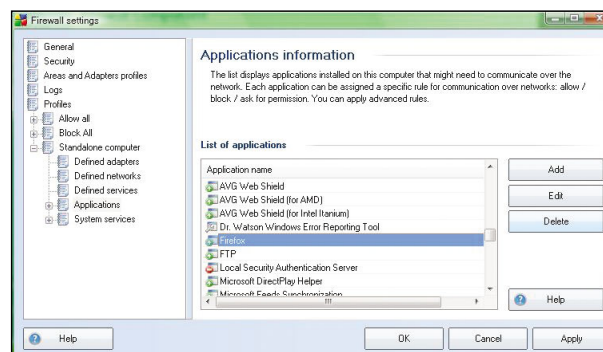 Firewall settings
General
Security
Areas and Adapters profiles
Logs
Profiles
Allow all
Block All
Standalone computer
Defined adapters
Defined networks
Defined services
Applications
System services
Applications information
The list displays applications installed on this computer that might need to communicate over the
network. Each application can be assigned a specific rule for communication over networks: allow /
block / ask for permission. You can apply advanced rules.
List of applications
Application name
AVG Web Shield
AVG Web Shield (for AMD)
AVG Web Shield (for Intel Itanium)
Dr. Watson Windows Error Reporting Tool
Firefox
FTP
Local Security Authentication Server
Microsoft DirectPlay Helper
Microsoft Feeds Synchronization
Add
Edit
Delete
Help
Help
OK
Cancel
Apply